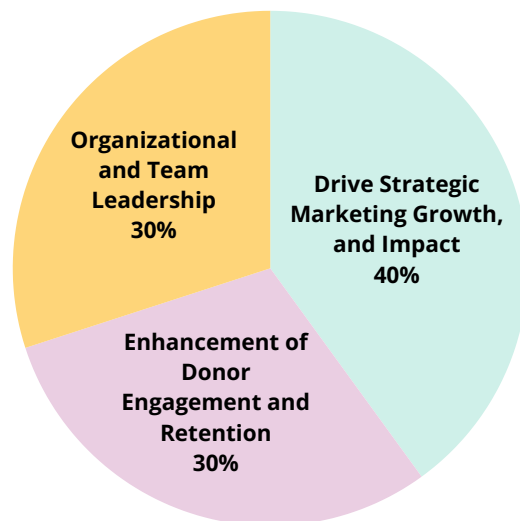 Organizational
and Team
Leadership
30%
Drive Strategic
Marketing Growth,
and Impact
40%
Enhancement of
Donor
Engagement and
Retention
30%